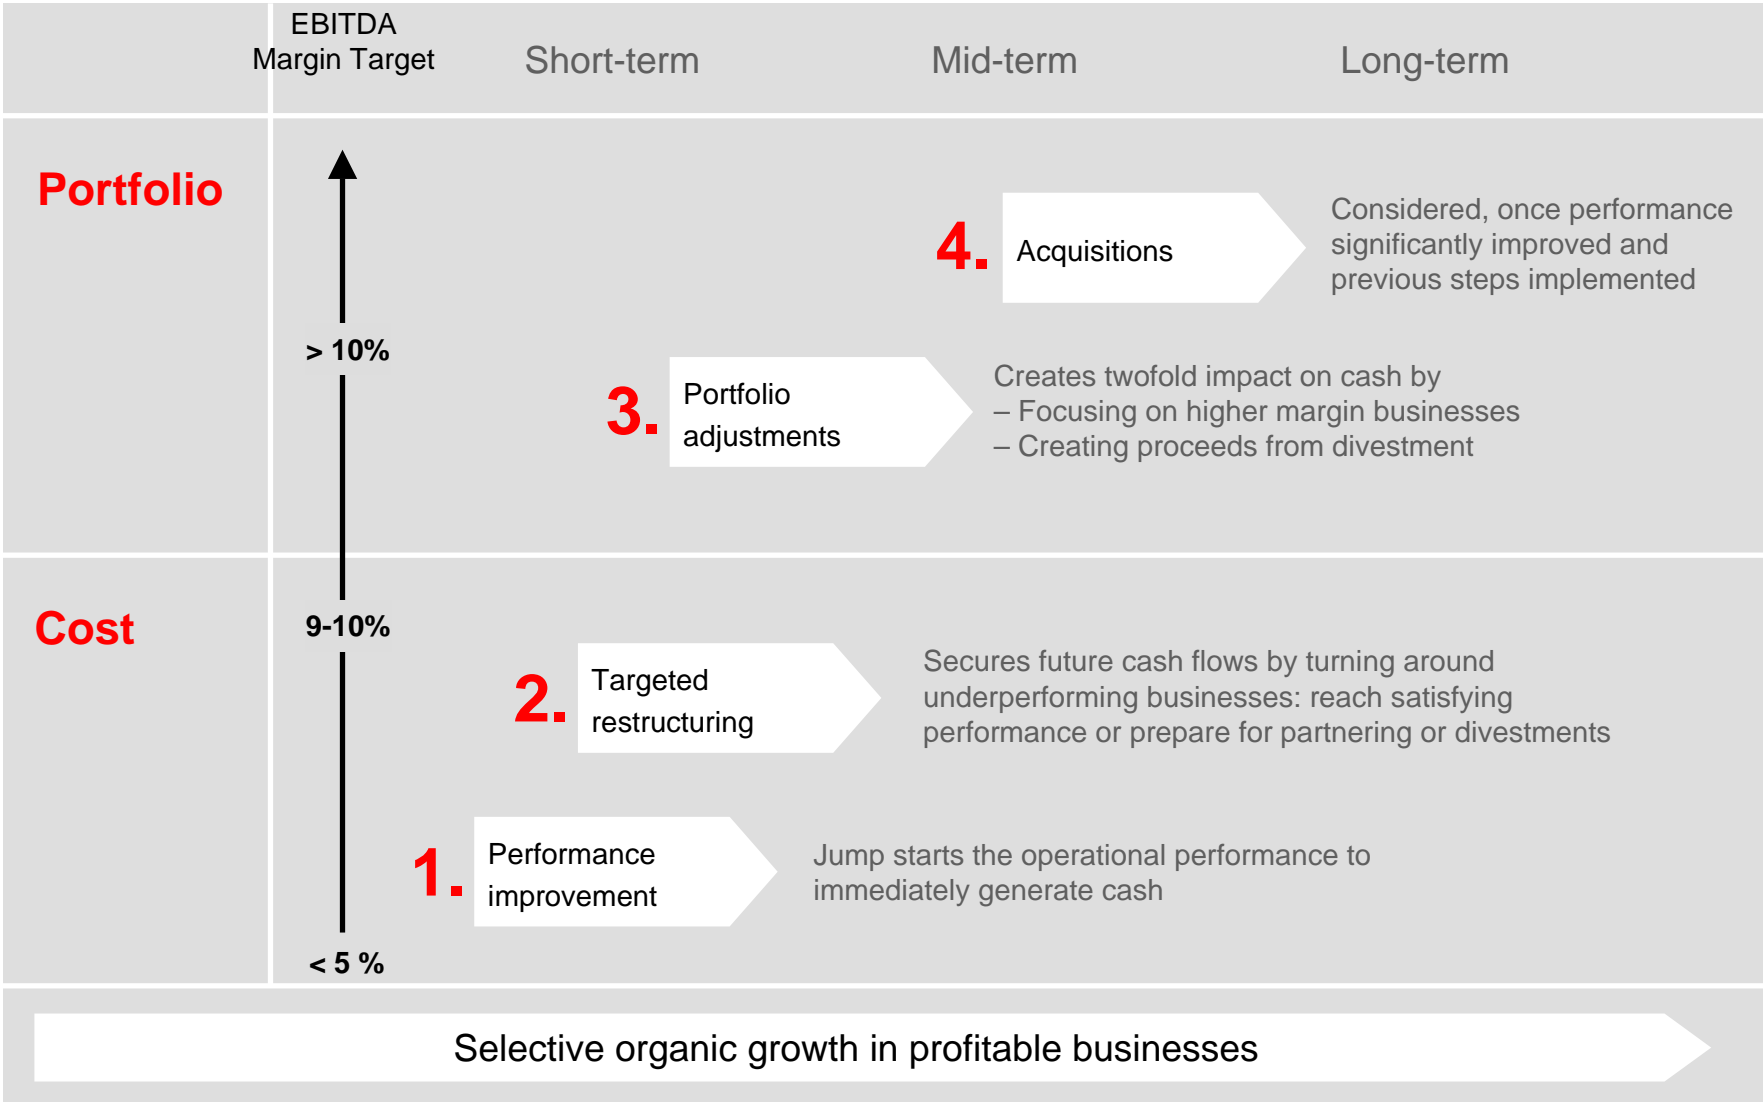 EBITDA
Margin Target
Short-term
Mid-term
Long-term
Portfolio
4.
Acquisitions
Considered, once performance
significantly improved and
previous steps implemented
> 10%
3.
Portfolio
adjustments
Creates twofold impact on cash by
– Focusing on higher margin businesses
– Creating proceeds from divestment
Cost
9-10%
2.
Targeted
restructuring
Secures future cash flows by turning around
underperforming businesses: reach satisfying
performance or prepare for partnering or divestments
1.
Performance
improvement
Jump starts the operational performance to
immediately generate cash
< 5 %
Selective organic growth in profitable businesses